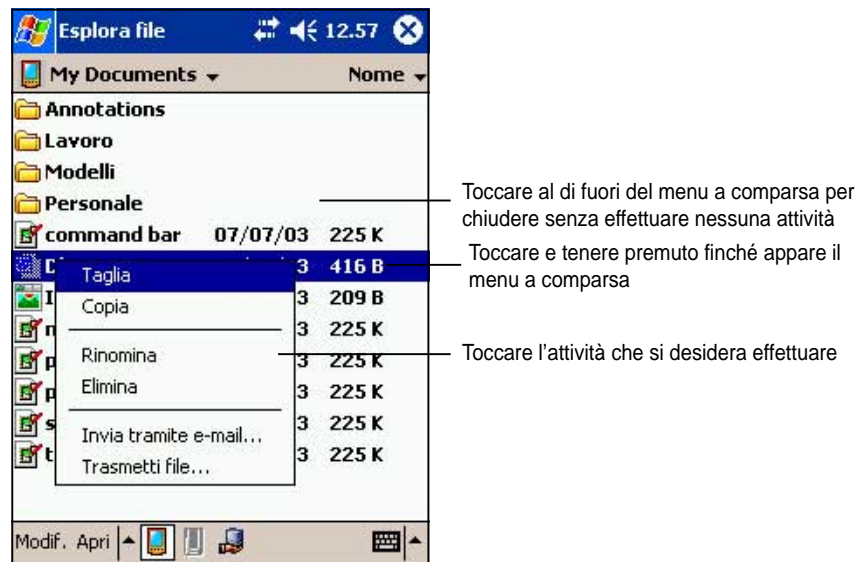 Esplora file 12.57
My Documents Nome
Annotations
Lavoro
Modelli
Personale
command bar 07/07/03 225 K
3 416 B
I 3 209 B
n 3 225 K
p 3 225 K
p 3 225 K
s 3 225 K
t 3 225 K
Taglia
Copia
Rinomina
Elimina
Invia tramite e-mail...
Trasmetti file...
Modif. Apri
Toccare al di fuori del menu a comparsa per
chiudere senza effettuare nessuna attività
Toccare e tenere premuto finché appare il
menu a comparsa
Toccare l’attività che si desidera effettuare